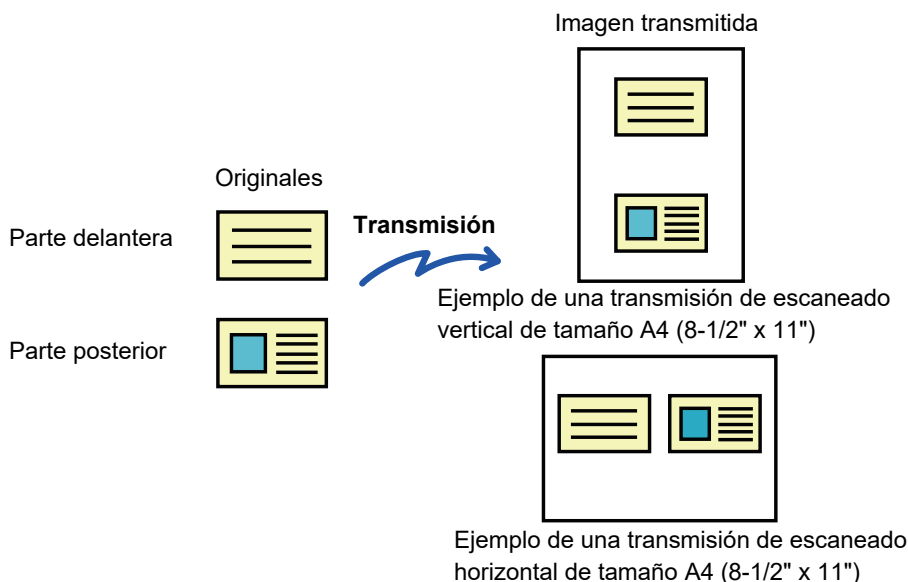 Imagen transmitida
Originales
Parte delantera
Transmisión
Parte posterior
Ejemplo de una transmisión de escaneado
vertical de tamaño A4 (8-1/2" x 11")
Ejemplo de una transmisión de escaneado
horizontal de tamaño A4 (8-1/2" x 11")